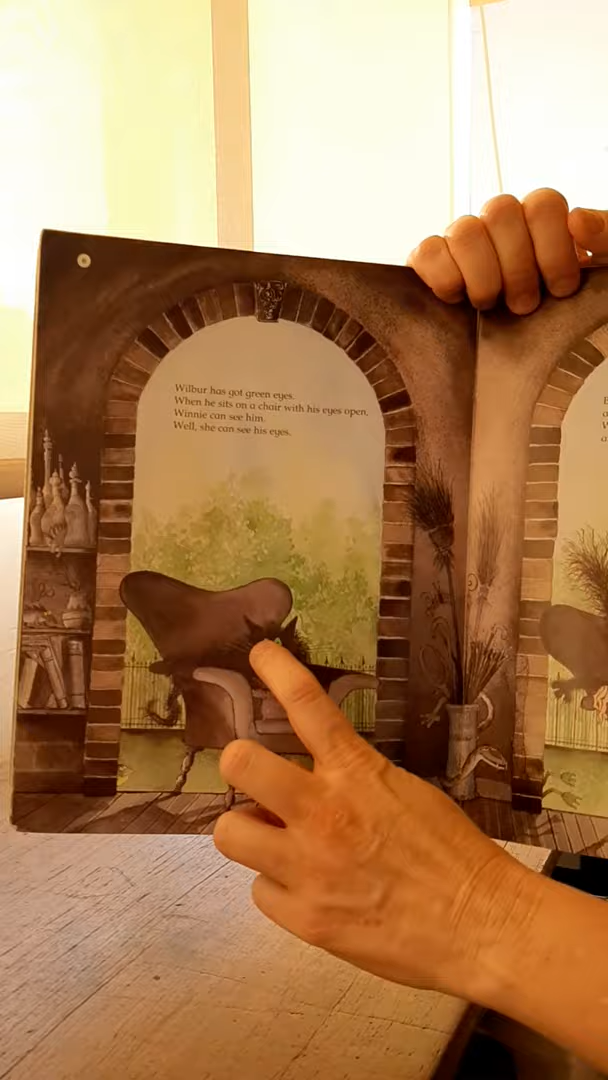 Wilbur has got green eyes.
When he sits on a chair with his eyes open,
Winnie can see him.
Well, she can see his eyes.